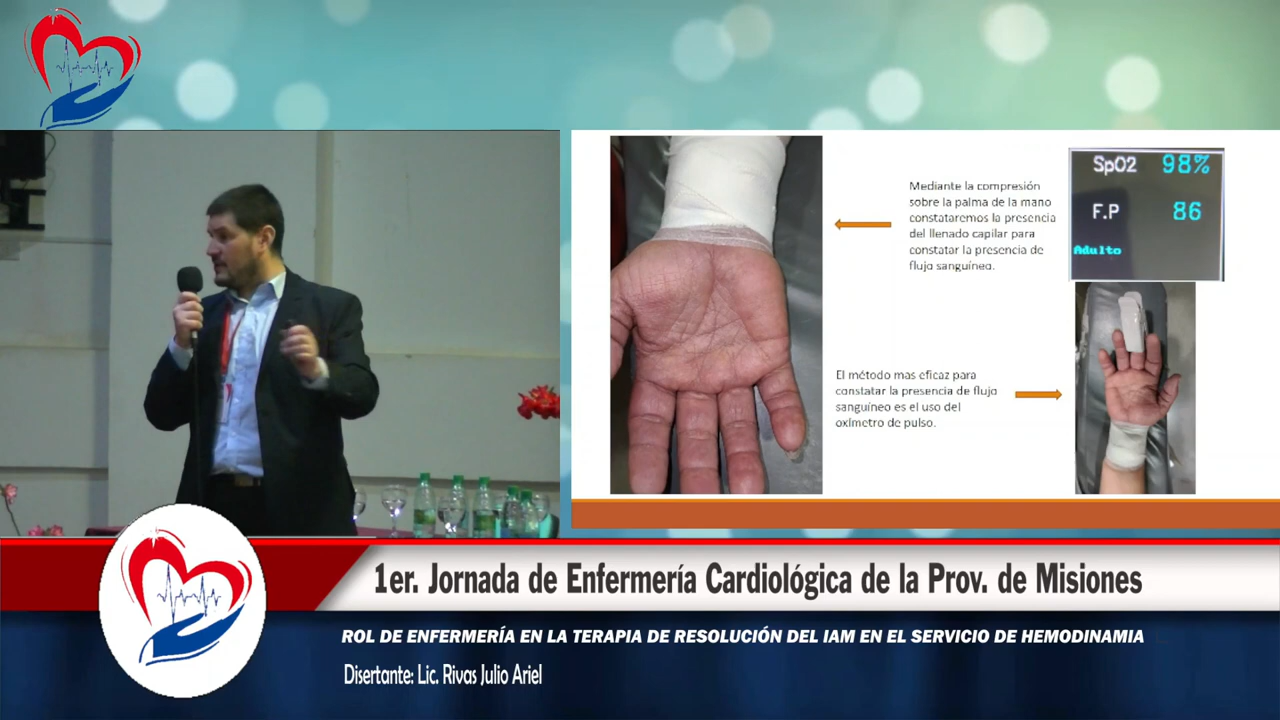 Mediante la compresión
sobre la palma de la mano
constataremos la presencia
del llenado capilar para
constatar la presencia de
flujo sanguíneo.
SpO2 98%
F.P 86
Adulto
El método mas eficaz para
constatar la presencia de flujo
sanguíneo es el uso del
oxímetro de pulso.
1er. Jornada de Enfermería Cardiológica de la Prov. de Misiones
ROL DE ENFERMERÍA EN LA TERAPIA DE RESOLUCIÓN DEL IAM EN EL SERVICIO DE HEMODINAMIA
Disertante: Lic. Rivas Julio Ariel